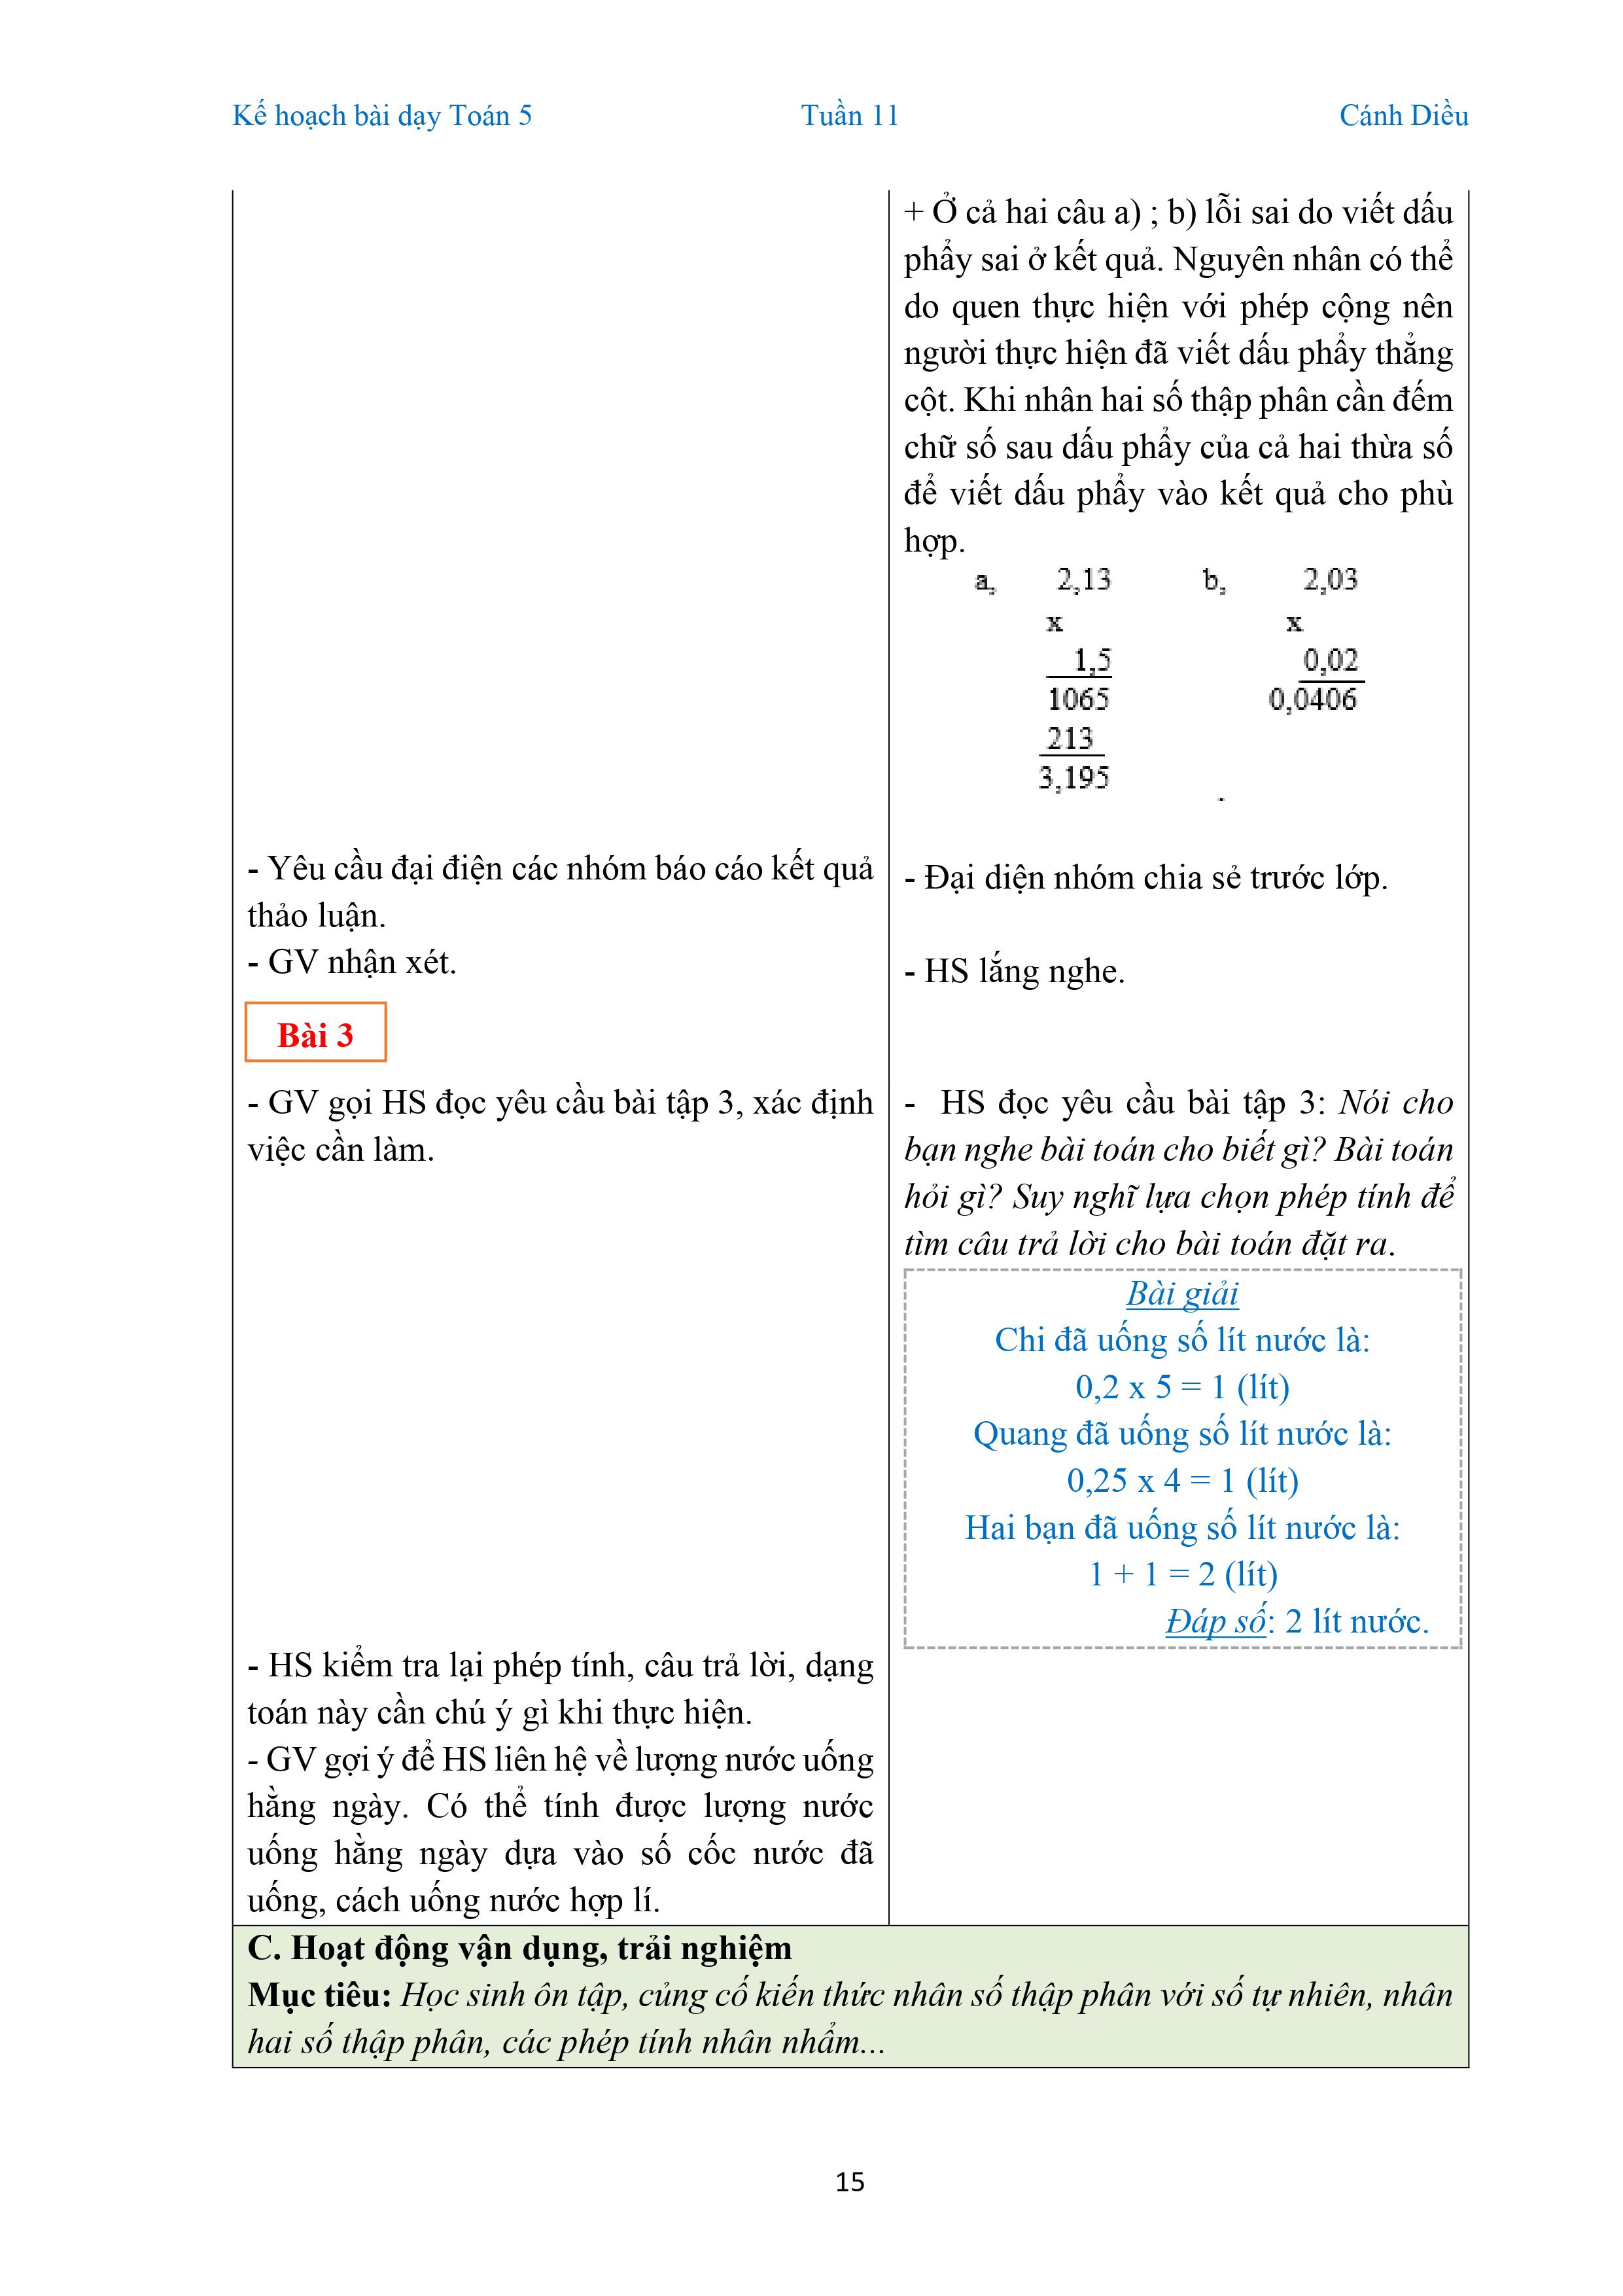 Kế hoạch bài dạy Toán 5 Tuần 11 Cánh Diều
+ Ở cả hai câu a) ; b) lỗi sai do viết dấu
phẩy sai ở kết quả. Nguyên nhân có thể
do quen thực hiện với phép cộng nên
người thực hiện đã viết dấu phẩy thẳng
cột. Khi nhân hai số thập phân cần đếm
chữ số sau dấu phẩy của cả hai thừa số
để viết dấu phẩy vào kết quả cho phù
hợp.
a, 2,13 b, 2,03
x x
1,5 0,02
1065 0,0406
213
3,195
- Yêu cầu đại điện các nhóm báo cáo kết quả
thảo luận.
- GV nhận xét.
- Đại diện nhóm chia sẻ trước lớp.
- HS lắng nghe.
Bài 3
- GV gọi HS đọc yêu cầu bài tập 3, xác định
việc cần làm.
- HS đọc yêu cầu bài tập 3: Nói cho
bạn nghe bài toán cho biết gì? Bài toán
hỏi gì? Suy nghĩ lựa chọn phép tính để
tìm câu trả lời cho bài toán đặt ra.
Bài giải
Chi đã uống số lít nước là:
0,2 x 5 = 1 (lít)
Quang đã uống số lít nước là:
0,25 x 4 = 1 (lít)
Hai bạn đã uống số lít nước là:
1 + 1 = 2 (lít)
Đáp số: 2 lít nước.
- HS kiểm tra lại phép tính, câu trả lời, dạng
toán này cần chú ý gì khi thực hiện.
- GV gợi ý để HS liên hệ về lượng nước uống
hằng ngày. Có thể tính được lượng nước
uống hằng ngày dựa vào số cốc nước đã
uống, cách uống nước hợp lí.
C. Hoạt động vận dụng, trải nghiệm
Mục tiêu: Học sinh ôn tập, củng cố kiến thức nhân số thập phân với số tự nhiên, nhân
hai số thập phân, các phép tính nhân nhẩm...
15